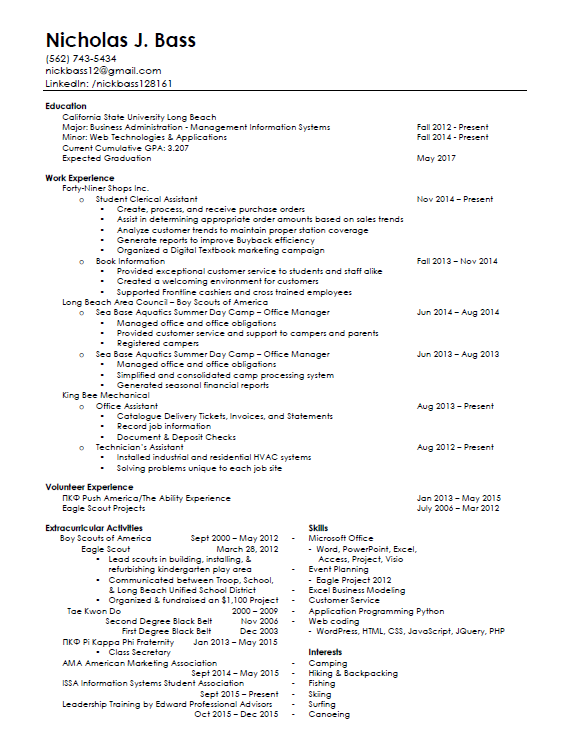 Nicholas J. Bass
(562) 743-5434
nickbass12@gmail.com
LinkedIn: /nickbass128161
Education
California State University Long Beach
Major: Business Administration - Management Information Systems Fall 2012 - Present
Minor: Web Technologies & Applications Fall 2014 - Present
Current Cumulative GPA: 3.207
Expected Graduation May 2017
Work Experience
Forty-Niner Shops Inc.
o Student Clerical Assistant Nov 2014 – Present
▪ Create, process, and receive purchase orders
▪ Assist in determining appropriate order amounts based on sales trends
▪ Analyze customer trends to maintain proper station coverage
▪ Generate reports to improve Buyback efficiency
▪ Organized a Digital Textbook marketing campaign
o Book Information Fall 2013 – Nov 2014
▪ Provided exceptional customer service to students and staff alike
▪ Created a welcoming environment for customers
▪ Supported Frontline cashiers and cross trained employees
Long Beach Area Council – Boy Scouts of America
o Sea Base Aquatics Summer Day Camp – Office Manager Jun 2014 – Aug 2014
▪ Managed office and office obligations
▪ Provided customer service and support to campers and parents
▪ Registered campers
o Sea Base Aquatics Summer Day Camp – Office Manager Jun 2013 – Aug 2013
▪ Managed office and office obligations
▪ Simplified and consolidated camp processing system
▪ Generated seasonal financial reports
King Bee Mechanical
o Office Assistant Aug 2013 – Present
▪ Catalogue Delivery Tickets, Invoices, and Statements
▪ Record job information
▪ Document & Deposit Checks
o Technician's Assistant Aug 2012 – Present
▪ Installed industrial and residential HVAC systems
▪ Solving problems unique to each job site
Volunteer Experience
ΠΚΦ Push America/The Ability Experience Jan 2013 – May 2015
Eagle Scout Projects July 2006 – Mar 2012
Extracurricular Activities
Boy Scouts of America Sept 2000 – May 2012
Eagle Scout March 28, 2012
▪ Lead scouts in building, installing, &
refurbishing kindergarten play area
▪ Communicated between Troop, School,
& Long Beach Unified School District
▪ Organized & fundraised an $1,100 Project
Tae Kwon Do 2000 – 2009
Second Degree Black Belt Nov 2006
First Degree Black Belt Dec 2003
ΠΚΦ Pi Kappa Phi Fraternity Jan 2013 – May 2015
▪ Class Secretary
AMA American Marketing Association
Sept 2014 – May 2015
ISSA Information Systems Student Association
Sept 2015 – Present
Leadership Training by Edward Professional Advisors
Oct 2015 – Dec 2015
Skills
- Microsoft Office
- Word, PowerPoint, Excel,
Access, Project, Visio
- Event Planning
- Eagle Project 2012
- Excel Business Modeling
- Customer Service
- Application Programming Python
- Web coding
- WordPress, HTML, CSS, JavaScript, JQuery, PHP
Interests
- Camping
- Hiking & Backpacking
- Fishing
- Skiing
- Surfing
- Canoeing